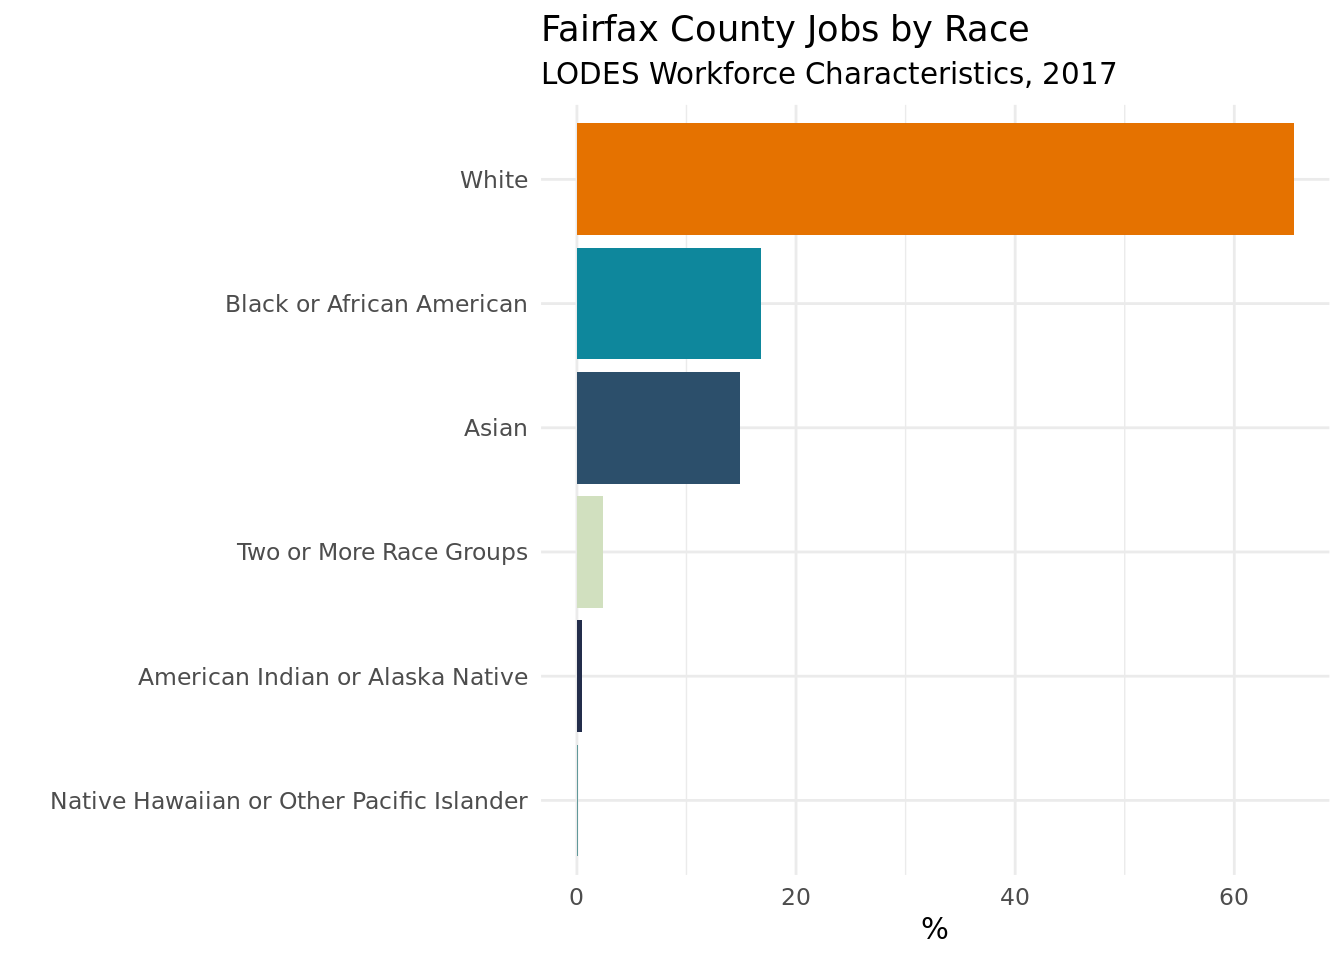 Fairfax County Jobs by Race
LODES Workforce Characteristics, 2017
White
Black or African American
Asian
Two or More Race Groups
American Indian or Alaska Native
Native Hawaiian or Other Pacific Islander
0 20 40 60
%